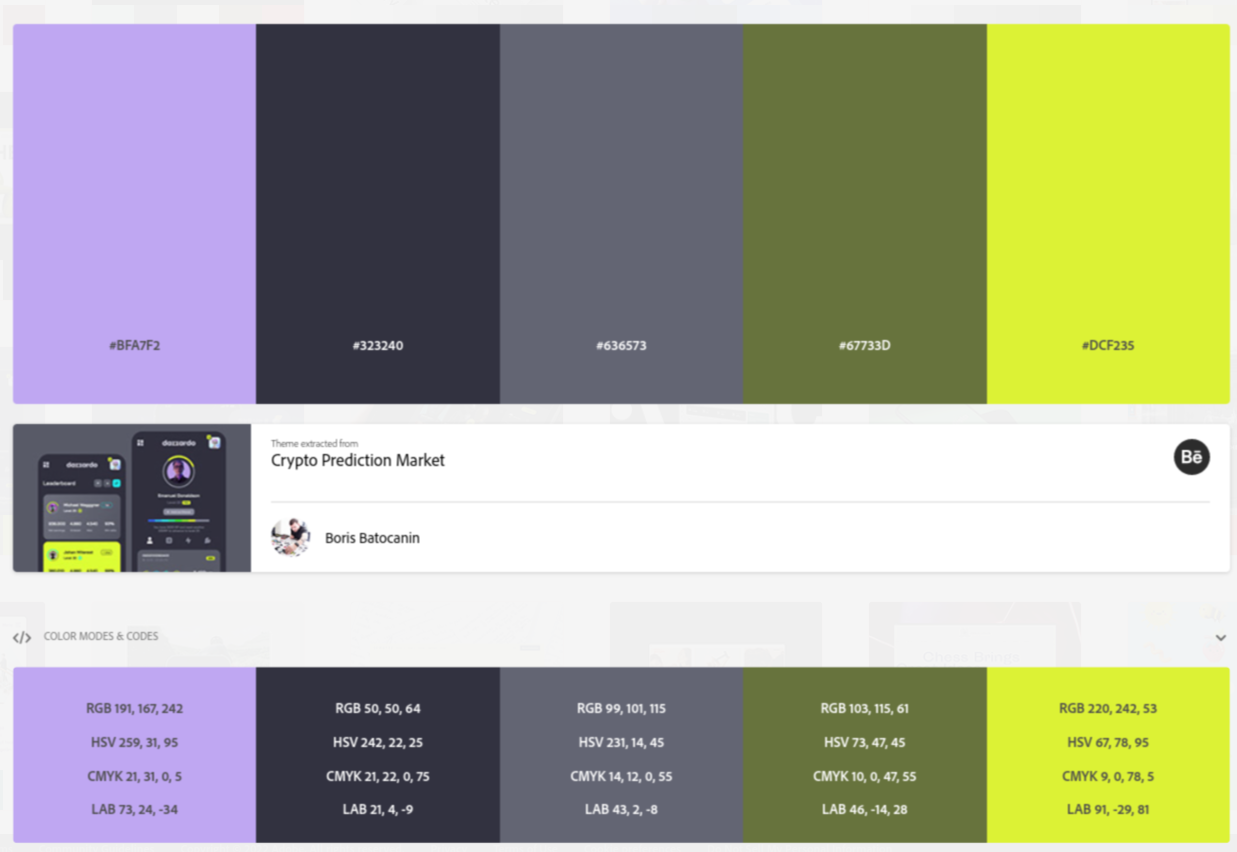 #BFA7F2
#323240
#636573
#67733D
#DCF235
Theme extracted from
Crypto Prediction Market
Bē
Boris Batocanin
Leaderboard
</> COLOR MODES & CODES
RGB 191, 167, 242
HSV 259, 31, 95
CMYK 21, 31, 0, 5
LAB 73, 24, -34
RGB 50, 50, 64
HSV 242, 22, 25
CMYK 21, 22, 0, 75
LAB 21, 4, -9
RGB 99, 101, 115
HSV 231, 14, 45
CMYK 14, 12, 0, 55
LAB 43, 2, -8
RGB 103, 115, 61
HSV 73, 47, 45
CMYK 10, 0, 47, 55
LAB 46, -14, 28
RGB 220, 242, 53
HSV 67, 78, 95
CMYK 9, 0, 78, 5
LAB 91, -29, 81